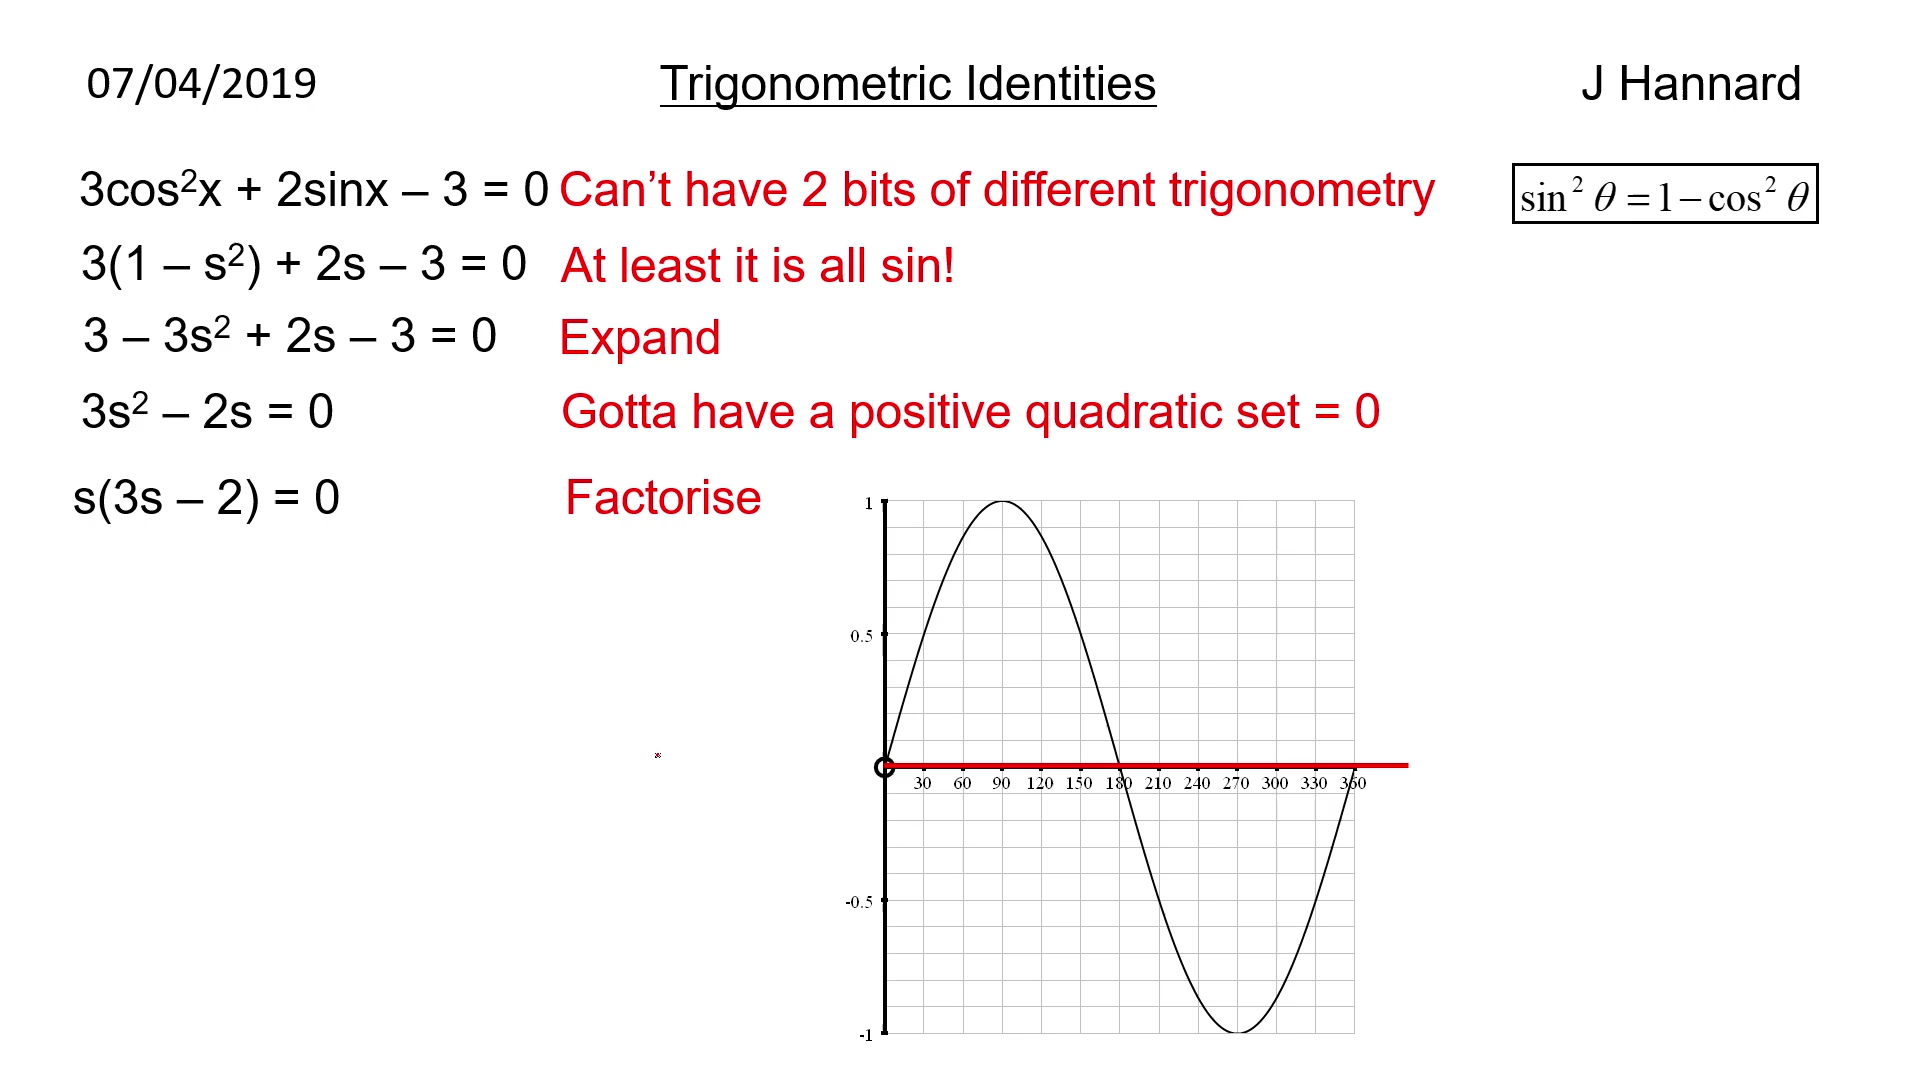 07/04/2019 Trigonometric Identities J Hannard
3cos²x + 2sinx – 3 = 0 Can’t have 2 bits of different trigonometry sin² θ = 1 – cos² θ
3(1 – s²) + 2s – 3 = 0 At least it is all sin!
3 – 3s² + 2s – 3 = 0 Expand
3s² – 2s = 0 Gotta have a positive quadratic set = 0
s(3s – 2) = 0 Factorise
1
0.5
30 60 90 120 150 180 210 240 270 300 330 360
-0.5
-1